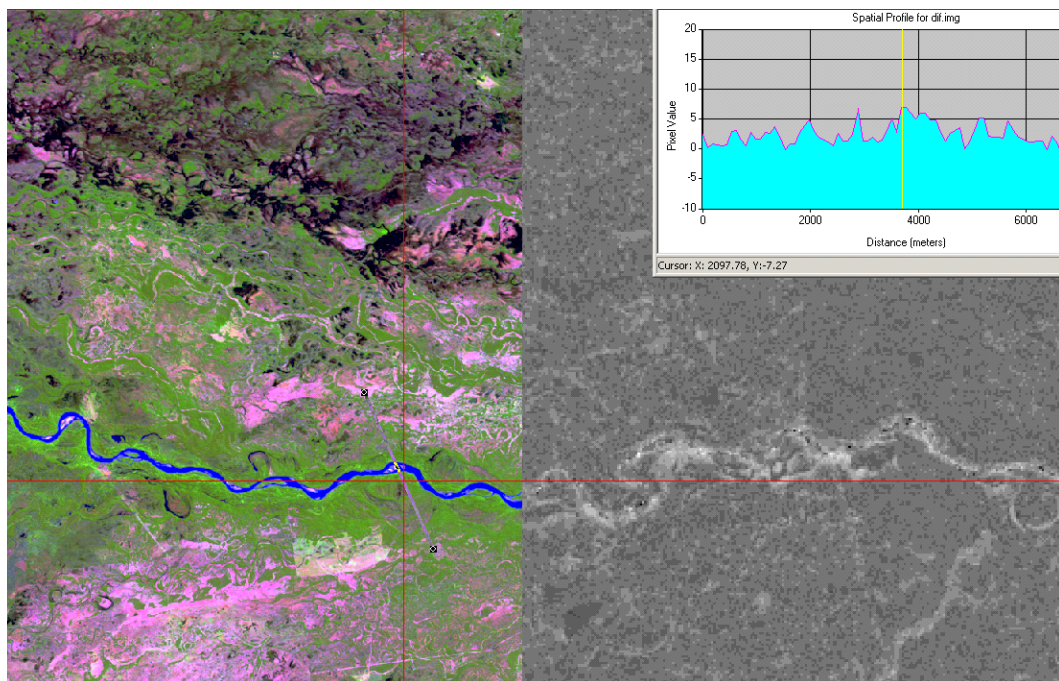 Spatial Profile for dif.img
20
15
10
5
0
-5
-10
Pixel Value
0 2000 4000 6000
Distance (meters)
Cursor: X: 2097.78, Y:-7.27